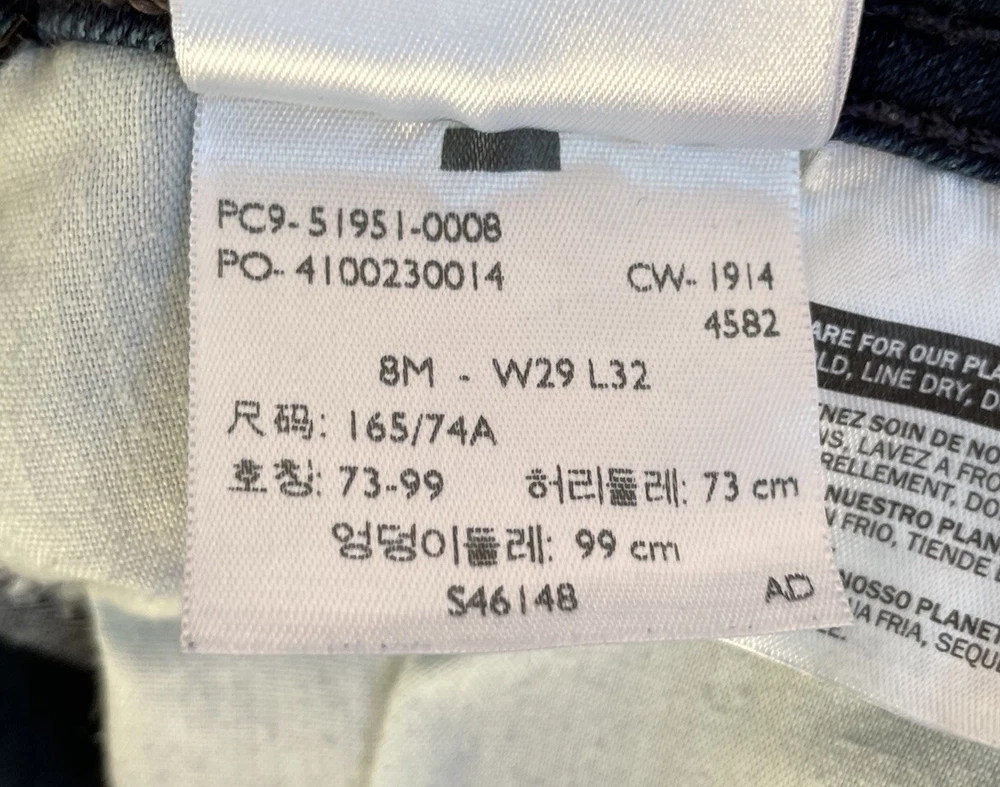 PC9-51951-0008
PO-4100230014
CW-1914
4582
8M - W29 L32
尺码: 165/74A
호칭: 73-99 허리둘레: 73 cm
엉덩이둘레: 99 cm
S46148 AD
ARE FOR OUR PLA
LD, LINE DRY, D
NEZ SOIN DE NO
NS. LAVEZ A FRO
RELLEMENT, DO
NUESTRO PLAN
FRIO, TIENDE
NOSSO PLANET
UA FRIA, SEQU